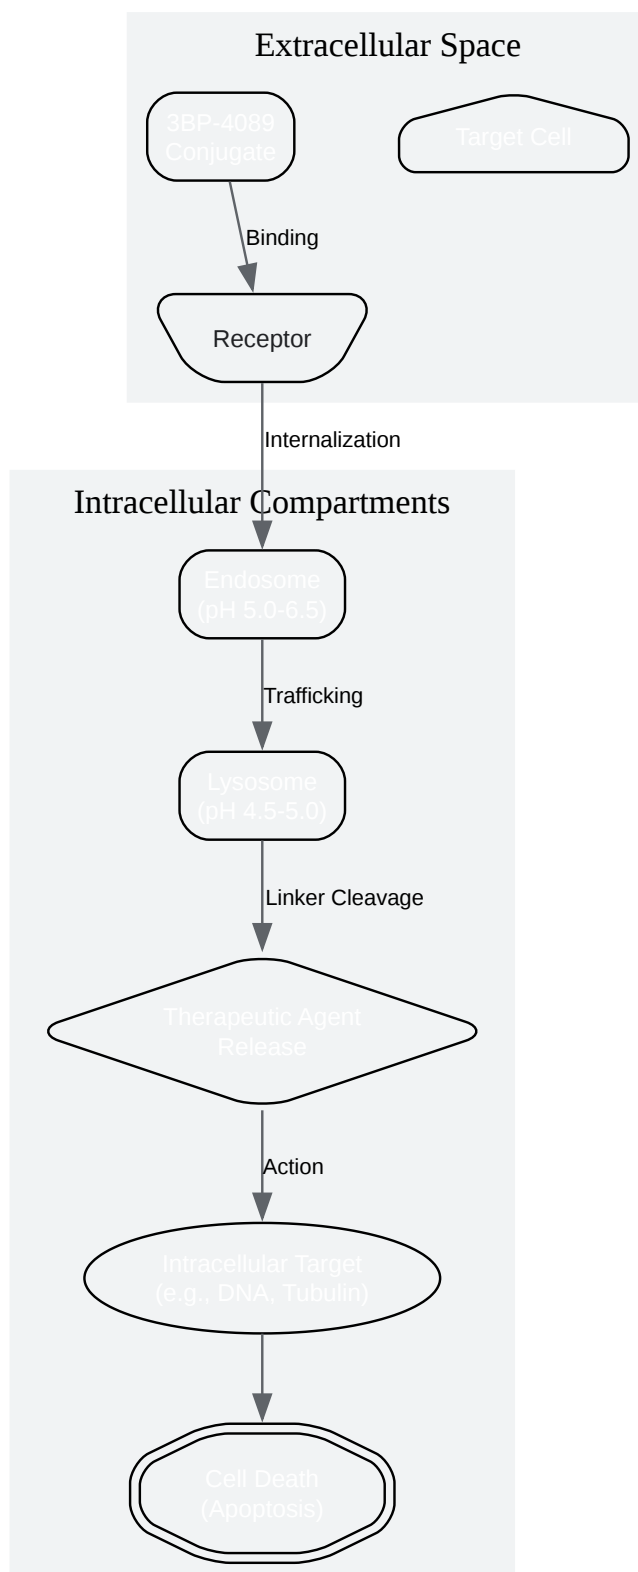 Extracellular Space
3BP-4089
Conjugate
Target Cell
Binding
Receptor
Internalization
Intracellular Compartments
Endosome
(pH 5.0-6.5)
Trafficking
Lysosome
(pH 4.5-5.0)
Linker Cleavage
Therapeutic Agent
Release
Action
Intracellular Target
(e.g., DNA, Tubulin)
Cell Death
(Apoptosis)